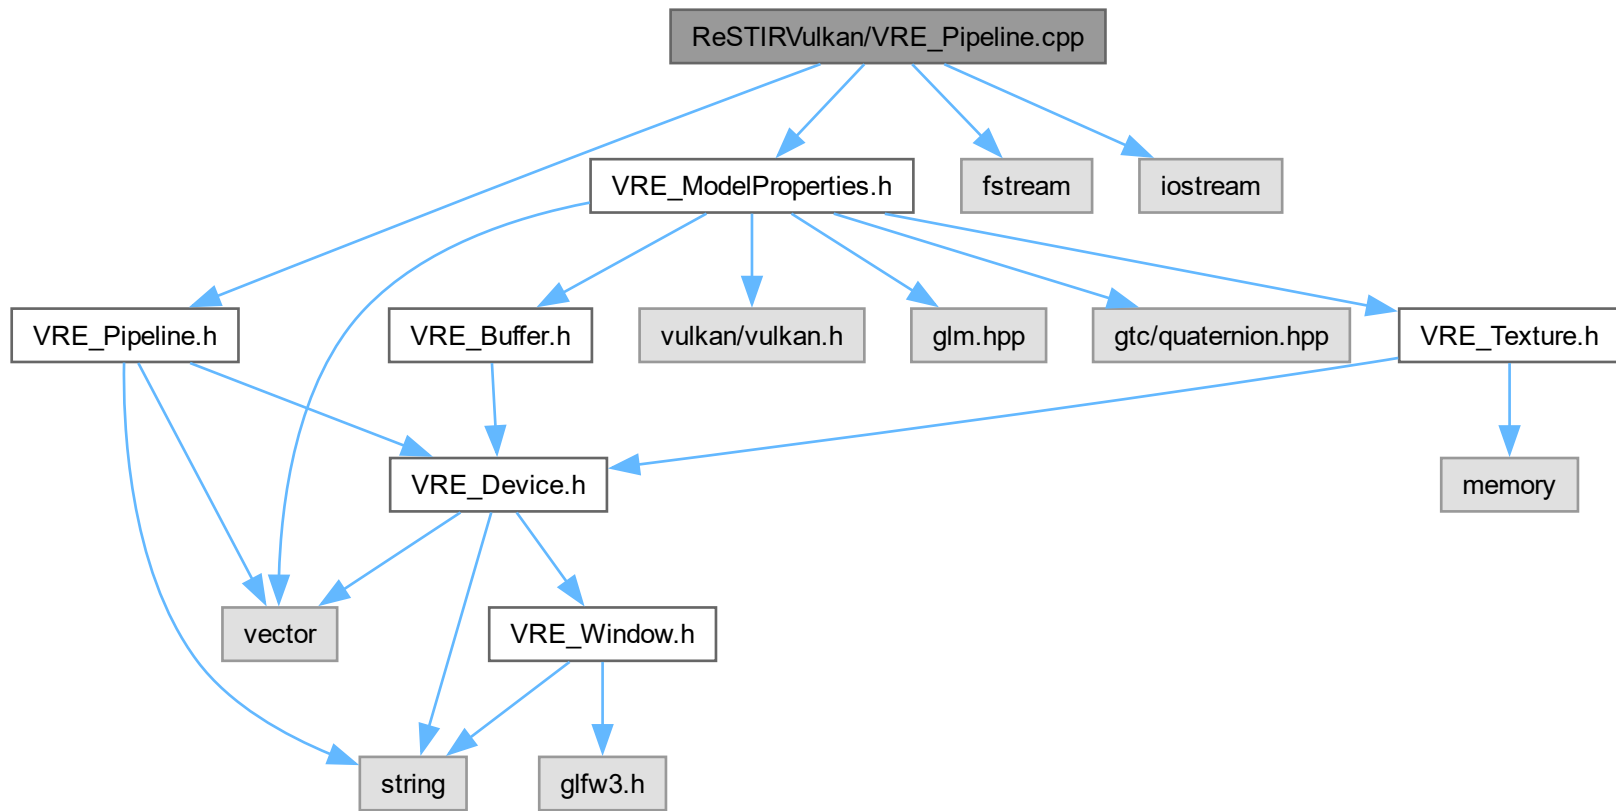 ReSTIRVulkan/VRE_Pipeline.cpp
VRE_ModelProperties.h
fstream
iostream
VRE_Pipeline.h
VRE_Buffer.h
vulkan/vulkan.h
glm.hpp
gtc/quaternion.hpp
VRE_Texture.h
VRE_Device.h
memory
vector
VRE_Window.h
string
glfw3.h